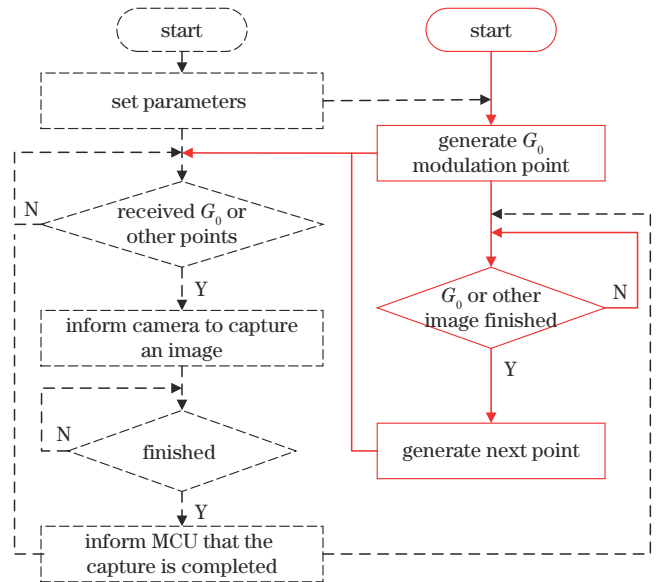 start
set parameters
N
received G₀ or
other points
Y
inform camera to capture
an image
N
finished
Y
inform MCU that the
capture is completed
start
generate G₀
modulation point
G₀ or other
image finished
N
Y
generate next point